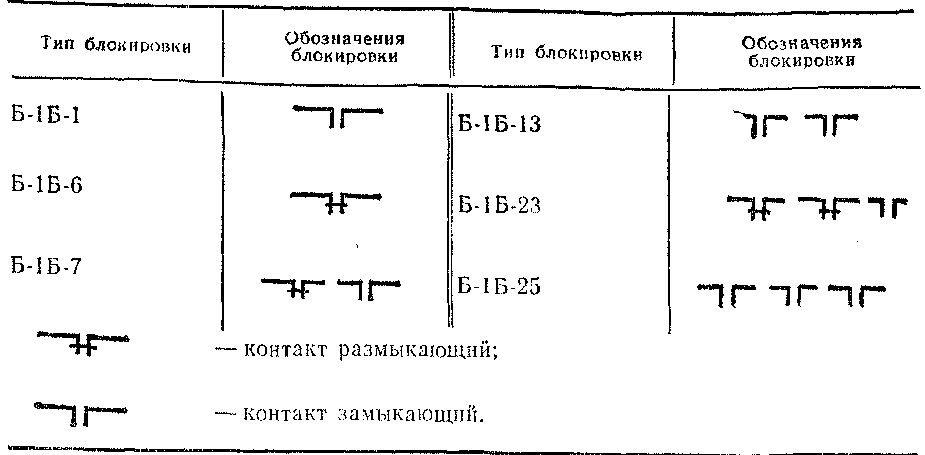 Тип блокировки
Обозначения
блокировки
Тип блокировки
Обозначения
блокировки
Б-1Б-1
Б-1Б-13
Б-1Б-6
Б-1Б-23
Б-1Б-7
Б-1Б-25
— контакт размыкающий;
— контакт замыкающий.